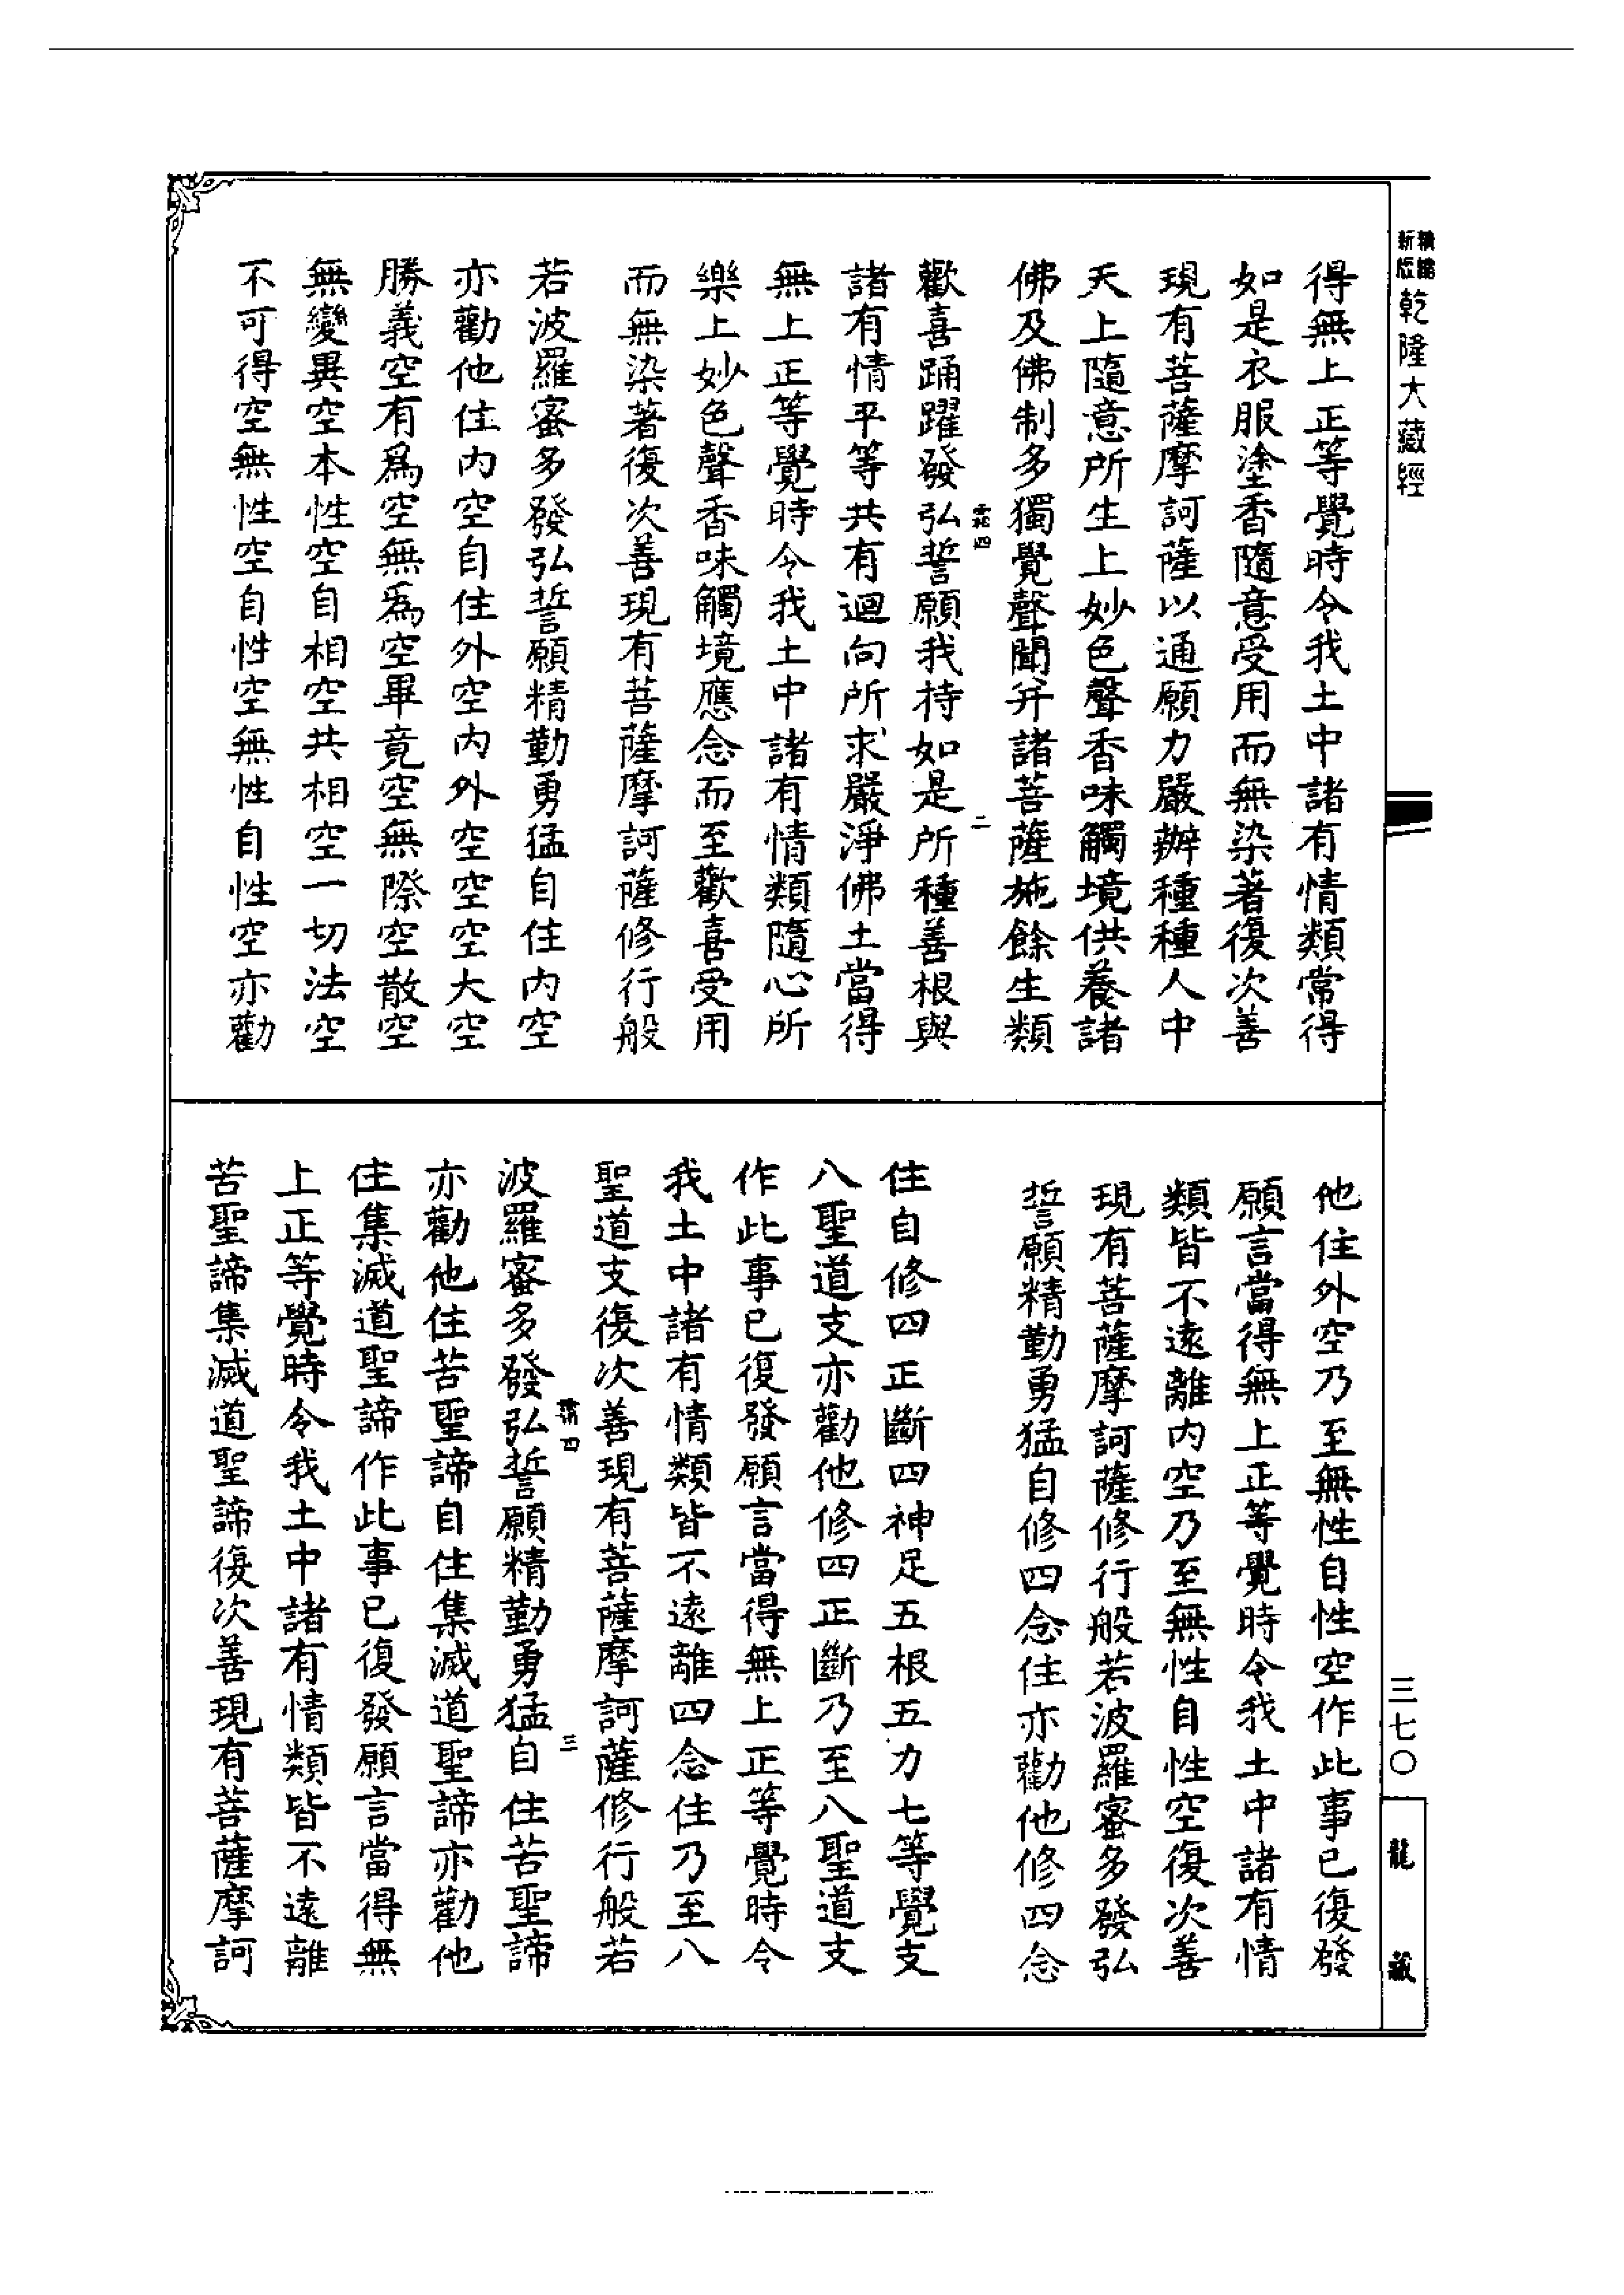 精縮新版
乾隆大藏經
三七〇
龍藏
得無上正等覺時令我土中諸有情類常得
如是衣服塗香隨意受用而無染著復次善
現有菩薩摩訶薩以通願力嚴辦種種人中
天上隨意所生上妙色聲香味觸境供養諸
佛及佛制多獨覺聲聞并諸菩薩施餘生類
霜四 二
歡喜踊躍發弘誓願我持如是所種善根與
諸有情平等共有迴向所求嚴淨佛土當得
無上正等覺時令我土中諸有情類隨心所
樂上妙色聲香味觸境應念而至歡喜受用
而無染著復次善現有菩薩摩訶薩修行般
若波羅蜜多發弘誓願精勤勇猛自住內空
亦勸他住內空自住外空內外空空空大空
勝義空有爲空無爲空畢竟空無際空散空
無變異空本性空自相空共相空一切法空
不可得空無性空自性空無性自性空亦勸
他住外空乃至無性自性空作此事已復發
願言當得無上正等覺時令我土中諸有情
類皆不遠離內空乃至無性自性空復次善
現有菩薩摩訶薩修行般若波羅蜜多發弘
誓願精勤勇猛自修四念住亦勸他修四念
住自修四正斷四神足五根五力七等覺支
八聖道支亦勸他修四正斷乃至八聖道支
作此事已復發願言當得無上正等覺時令
我土中諸有情類皆不遠離四念住乃至八
聖道支復次善現有菩薩摩訶薩修行般若
霜四 三
波羅蜜多發弘誓願精勤勇猛自住苦聖諦
亦勸他住苦聖諦自住集滅道聖諦亦勸他
住集滅道聖諦作此事已復發願言當得無
上正等覺時令我土中諸有情類皆不遠離
苦聖諦集滅道聖諦復次善現有菩薩摩訶